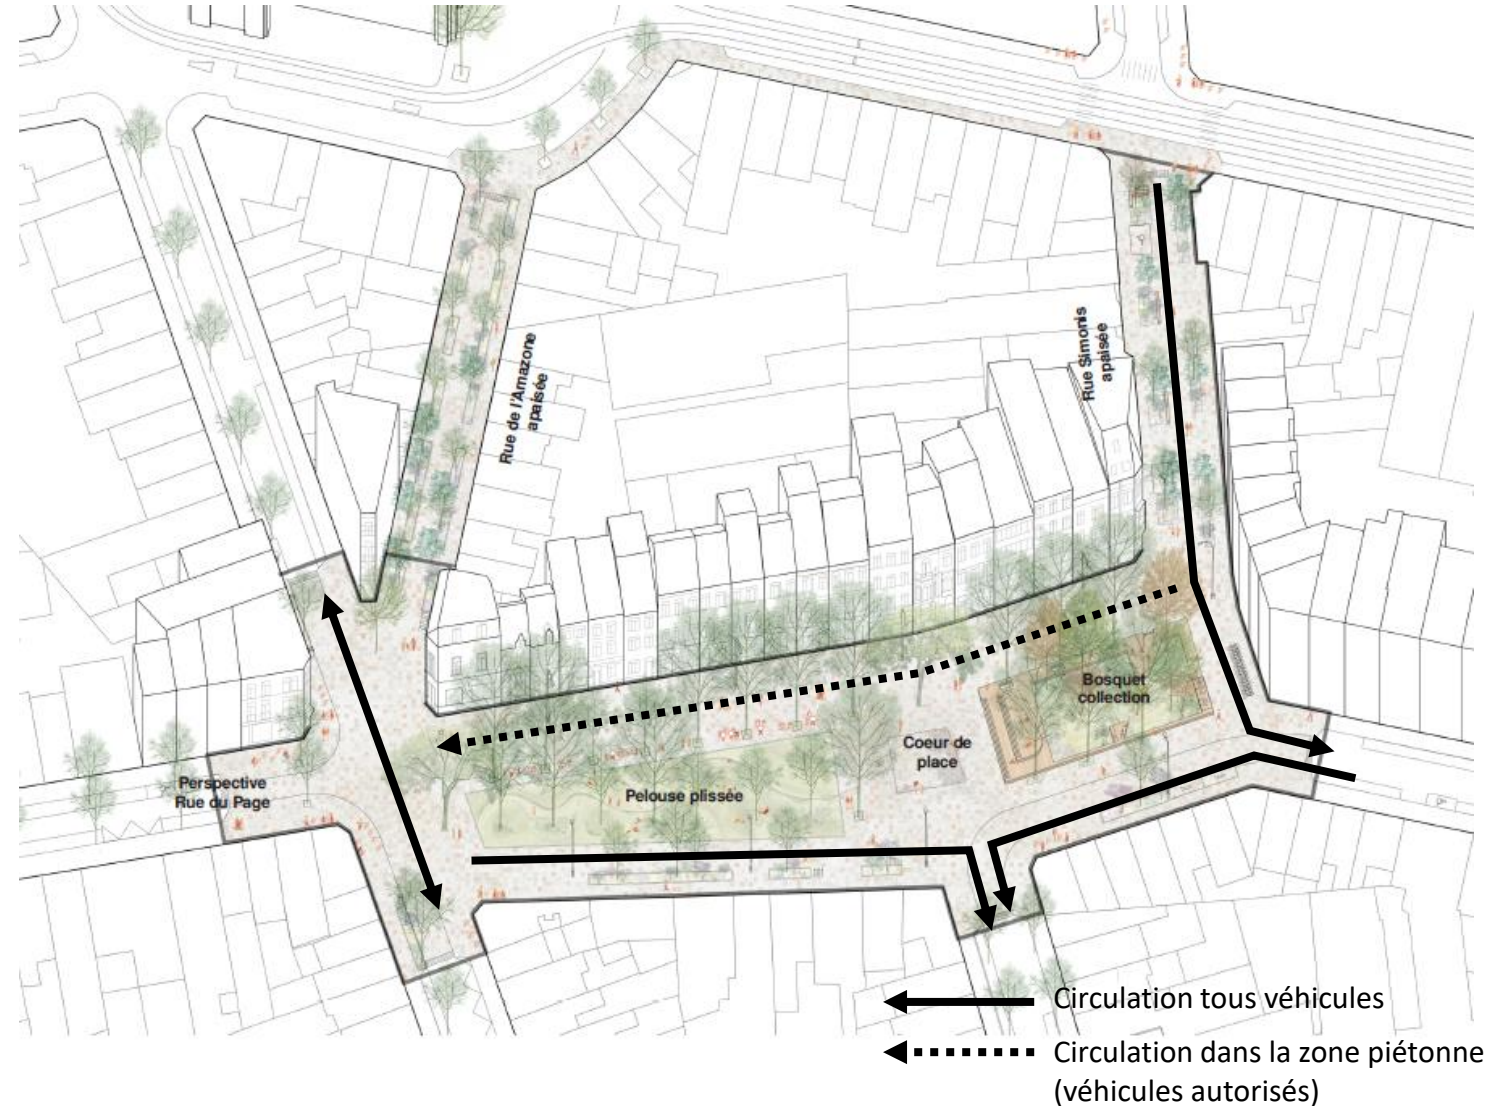 Rue de l'Amazone
apaisée
Rue Simonis
apaisée
Bosquet
collection
Coeur de
place
Perspective
Rue du Page
Pelouse plissée
Circulation tous véhicules
Circulation dans la zone piétonne
(véhicules autorisés)